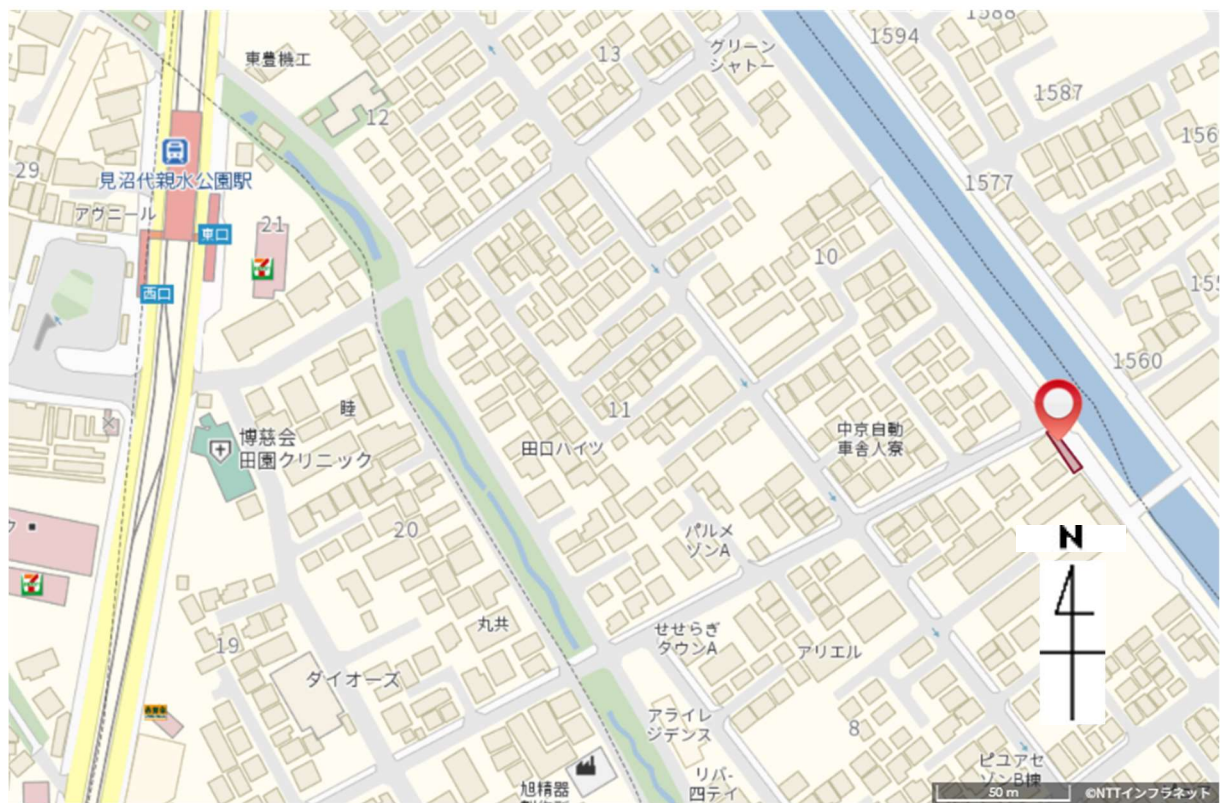 1588
1594
13
グリーン
シャトー
東豊機工
1587
12
156
29
見沼代親水公園駅
1577
アヴニール
21
東口
10
155
西口
1560
睦
11
中京自動
車舎人寮
博慈会
田園クリニック
田口ハイツ
ク
20
パルメ
ゾンA
N
丸共
せせらぎ
タウンA
19
アリエル
ダイオーズ
アライレ
ジデンス
8
ピュアセ
ゾンB棟
旭精器
リバー
四テイ
50 m
©NTTインフラネット